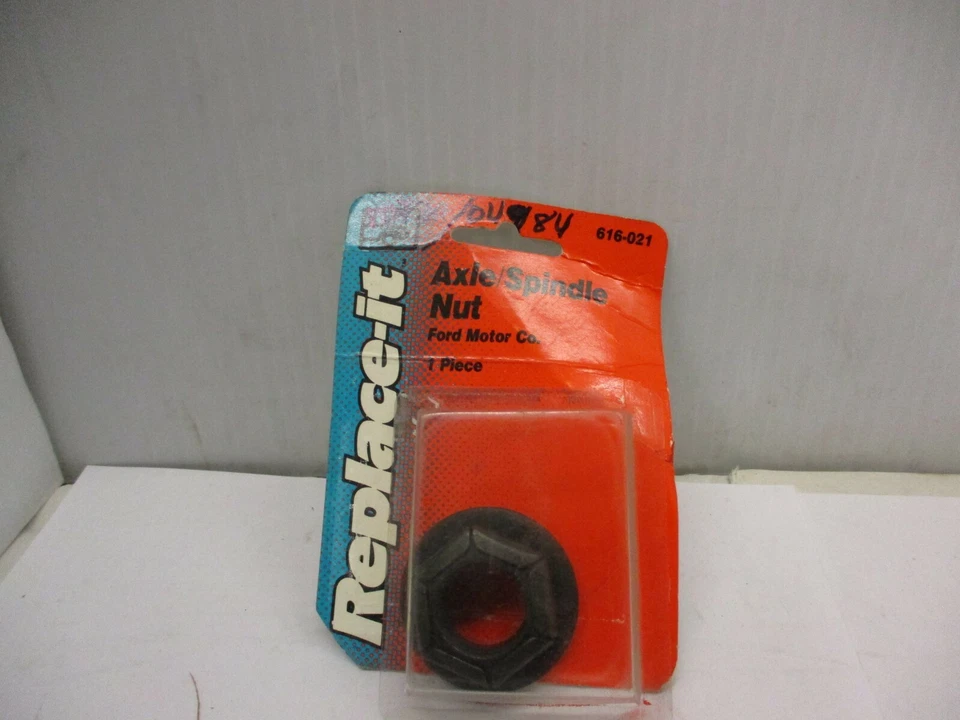 616-021
Axle/Spindle
Nut
Ford Motor Co.
1 Piece
Replace-it